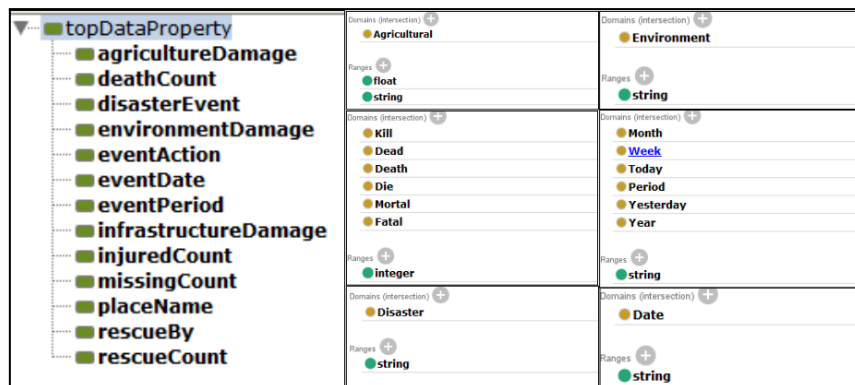 topDataProperty
agricultureDamage
deathCount
disasterEvent
environmentDamage
eventAction
eventDate
eventPeriod
infrastructureDamage
injuredCount
missingCount
placeName
rescueBy
rescueCount
Domains (intersection)
Agricultural
Ranges
float
string
Domains (intersection)
Environment
Ranges
string
Domains (intersection)
Kill
Dead
Death
Die
Mortal
Fatal
Ranges
integer
Domains (intersection)
Month
Week
Today
Period
Yesterday
Year
Ranges
string
Domains (intersection)
Disaster
Ranges
string
Domains (intersection)
Date
Ranges
string